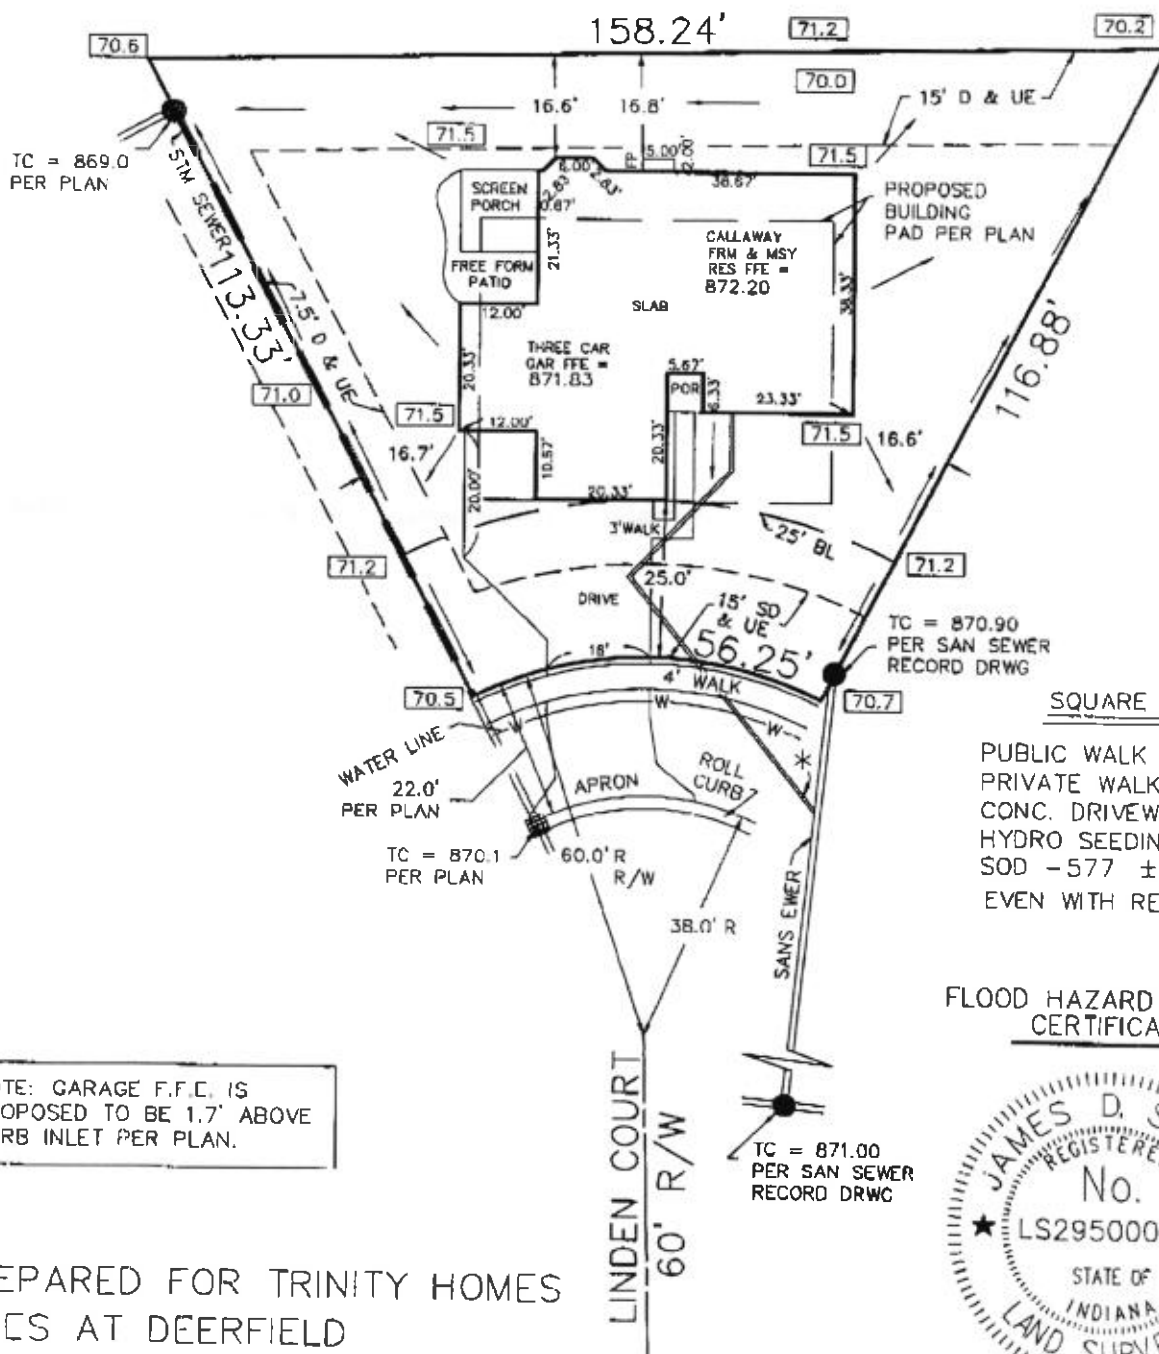 158.24'
70.6
71.2
70.2
70.0
16.6'
16.8'
15' D & UE
71.5
71.5
TC = 869.0
PER PLAN
STM SEWER
113.33'
7.5' D & UE
FP
5.00'
2.00'
6.00'
2.83'
2.83'
0.67'
38.67'
SCREEN
PORCH
PROPOSED
BUILDING
PAD PER PLAN
CALLAWAY
FRM & MSY
RES FFE =
872.20
21.33'
FREE FORM
PATIO
12.00'
SLAB
38.33'
THREE CAR
GAR FFE =
871.83
20.33'
5.67'
POR
6.33'
23.33'
116.88'
71.0
71.5
12.00'
71.5
16.6'
16.7'
10.67'
20.33'
20.00'
20.33'
3'WALK
25' BL
71.2
71.2
25.0'
DRIVE
15' SD
& UE
56.25'
TC = 870.90
PER SAN SEWER
RECORD DRWG
18'
4' WALK
70.5
70.7
W
W
W
WATER LINE
22.0'
PER PLAN
APRON
ROLL
CURB
TC = 870.1
PER PLAN
60.0' R
R/W
38.0' R
SANS EWER
SQUARE
PUBLIC WALK
PRIVATE WALK
CONC. DRIVEW
HYDRO SEEDIN
SOD -577 ±
EVEN WITH RE
FLOOD HAZARD
CERTIFICA
TE: GARAGE F.F.E. IS
OPOSED TO BE 1.7' ABOVE
RB INLET PER PLAN.
TC = 871.00
PER SAN SEWER
RECORD DRWG
LINDEN COURT
60' R/W
JAMES D. S
REGISTERE
No.
LS295000
STATE OF
INDIANA
LAND SURVE
EPARED FOR TRINITY HOMES
ES AT DEERFIELD